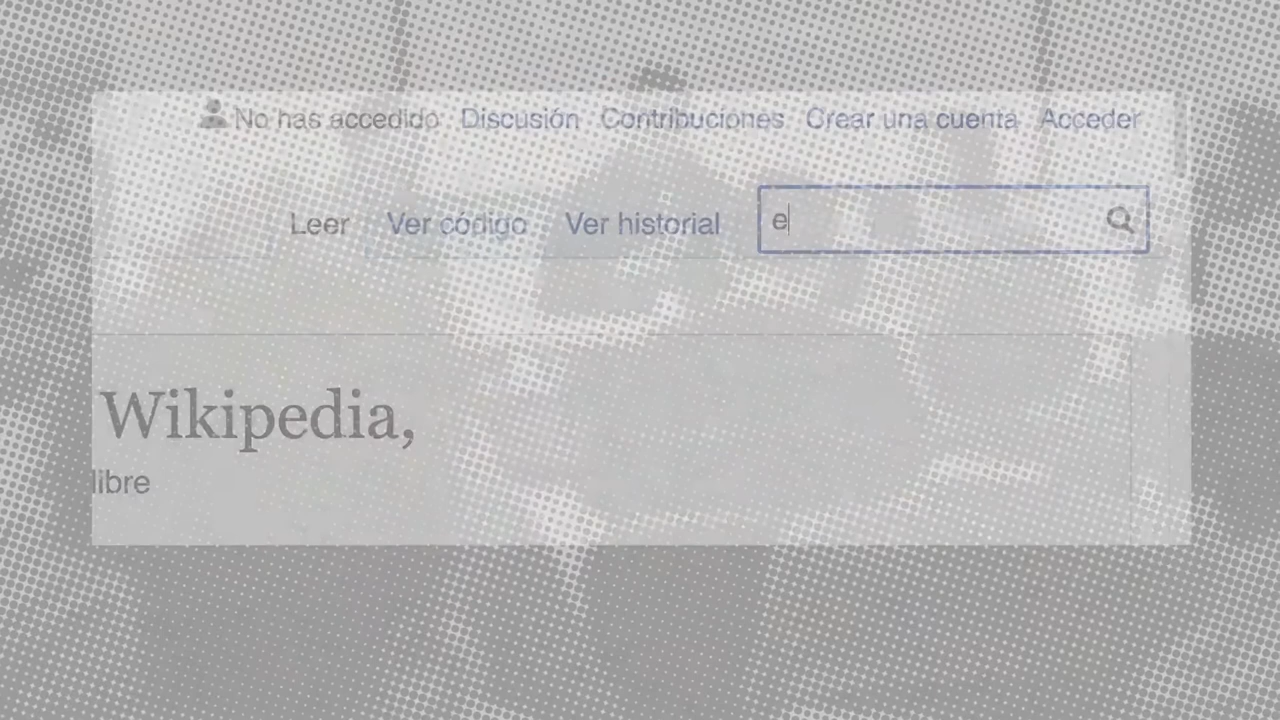 No has accedido Discusión Contribuciones Crear una cuenta Acceder
Leer Ver código Ver historial e
Wikipedia,
libre